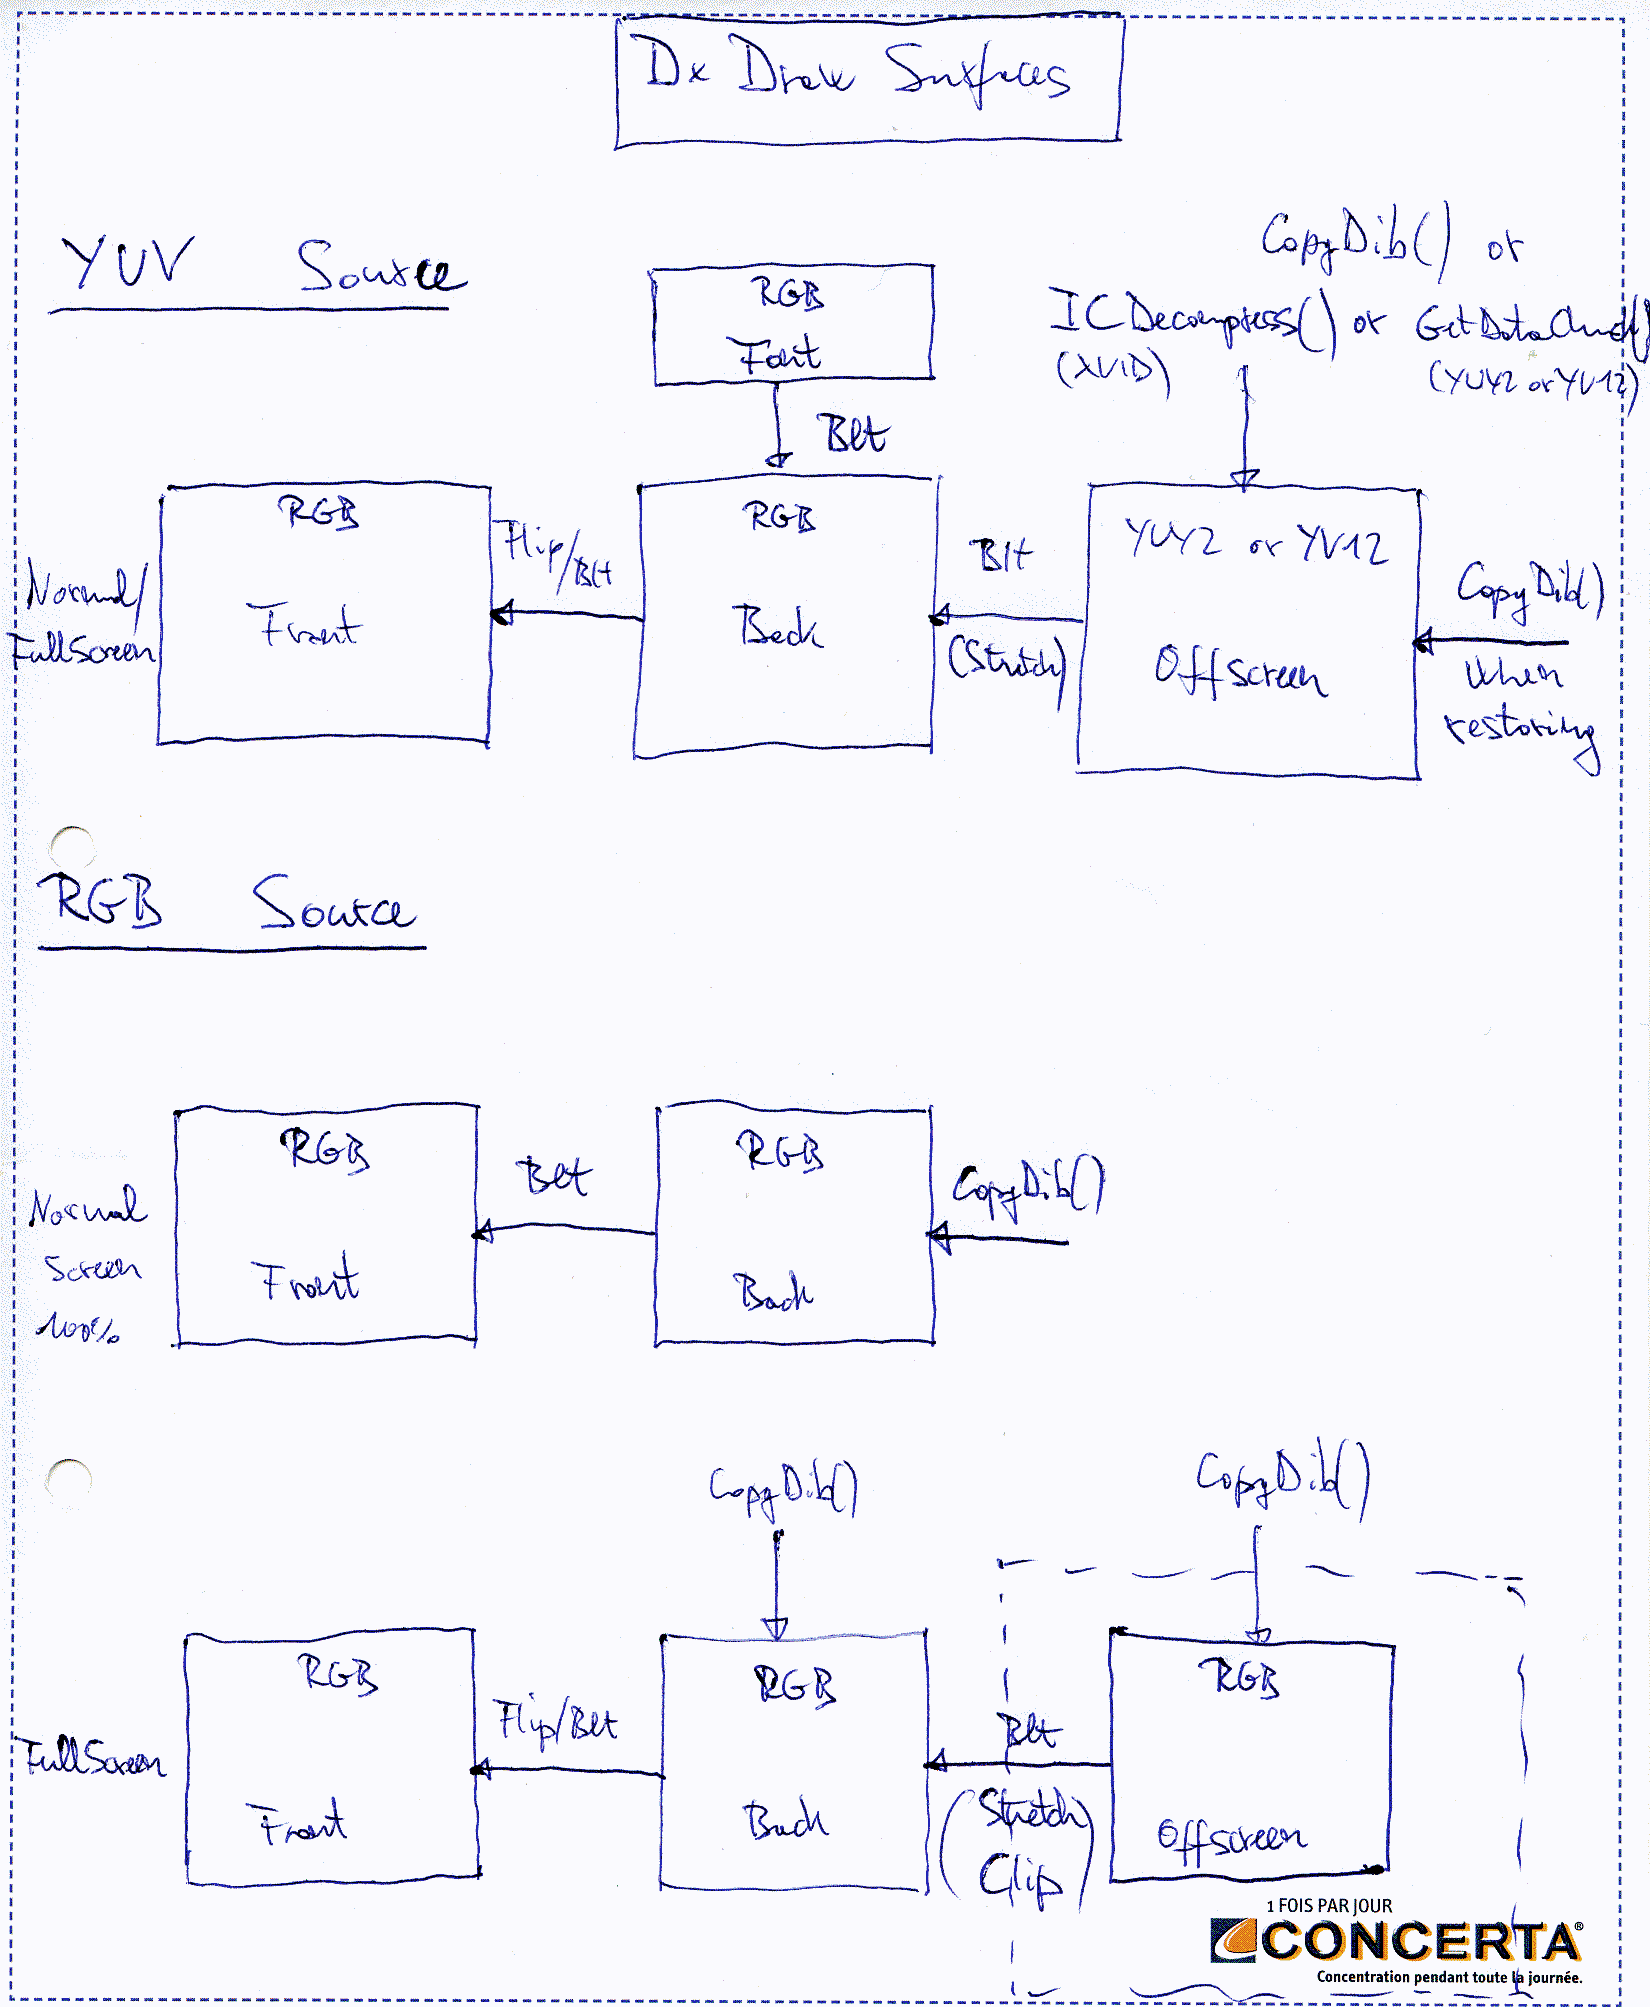 Dx Draw Surfaces
YUV Source
CopyDib() or
ICDecompress() or GetDataChunk()
(XVID)
(YUY2 or YV12)
RGB
Font
Blt
RGB
Front
Flip/Blt
RGB
Back
Blt
(Stretch)
YUY2 or YV12
Offscreen
CopyDib()
when
restoring
Normal/
FullScreen
RGB Source
Normal
Screen
100%
RGB
Front
Blt
RGB
Back
CopyDib()
CopyDib()
CopyDib()
FullScreen
RGB
Front
Flip/Blt
RGB
Back
Blt
(Stretch
Clip)
RGB
Offscreen
1 FOIS PAR JOUR
CONCERTA®
Concentration pendant toute la journée.